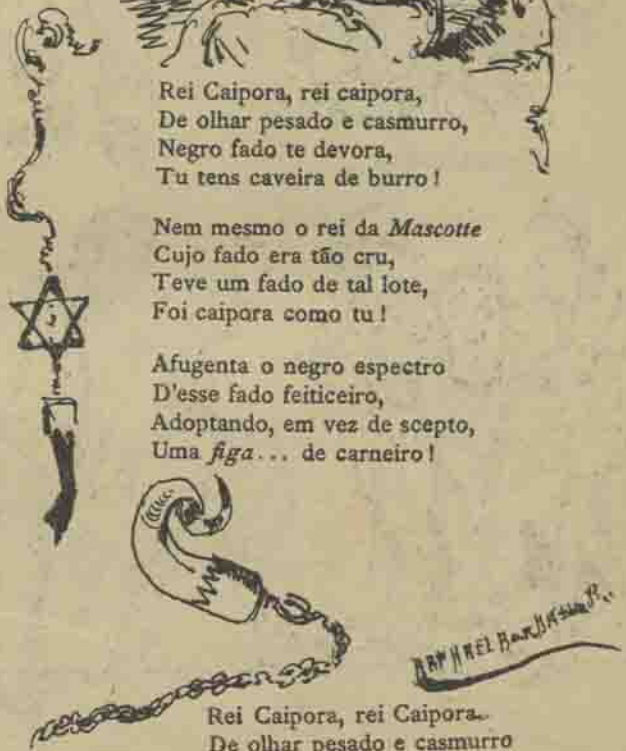 Rei Caipora, rei caipora,
De olhar pesado e casmurro,
Negro fado te devora,
Tu tens caveira de burro !
Nem mesmo o rei da Mascotte
Cujo fado era tão cru,
Teve um fado de tal lote,
Foi caipora como tu !
Afugenta o negro espectro
D'esse fado feiticeiro,
Adoptando, em vez de scepto,
Uma figa... de carneiro !
RAPHAEL
Rei Caipora, rei Caipora
De olhar pesado e casmurro